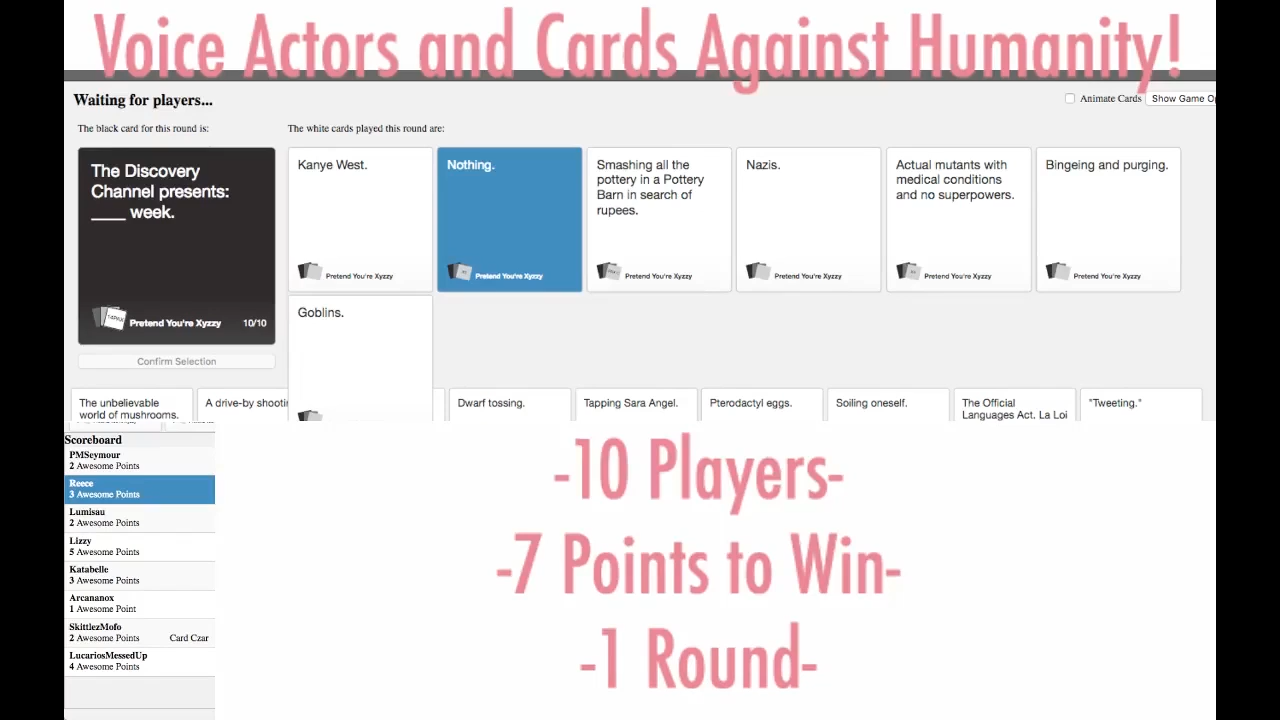 Voice Actors and Cards Against Humanity!
Waiting for players...
Animate Cards
Show Game Op
The black card for this round is:
The white cards played this round are:
The Discovery
Channel presents:
____ week.
Pretend You're Xyzzy
10/10
Confirm Selection
Kanye West.
Pretend You're Xyzzy
Nothing.
Pretend You're Xyzzy
Smashing all the
pottery in a Pottery
Barn in search of
rupees.
Pretend You're Xyzzy
Nazis.
Pretend You're Xyzzy
Actual mutants with
medical conditions
and no superpowers.
Pretend You're Xyzzy
Bingeing and purging.
Pretend You're Xyzzy
Goblins.
The unbelievable
world of mushrooms.
A drive-by shootin
Dwarf tossing.
Tapping Sara Angel.
Pterodactyl eggs.
Soiling oneself.
The Official
Languages Act. La Loi
"Tweeting."
Scoreboard
PMSeymour
2 Awesome Points
Reece
3 Awesome Points
Lumisau
2 Awesome Points
Lizzy
5 Awesome Points
Katabelle
3 Awesome Points
Arcananox
1 Awesome Point
SkittlezMofo
2 Awesome Points Card Czar
LucariosMessedUp
4 Awesome Points
-10 Players-
-7 Points to Win-
-1 Round-